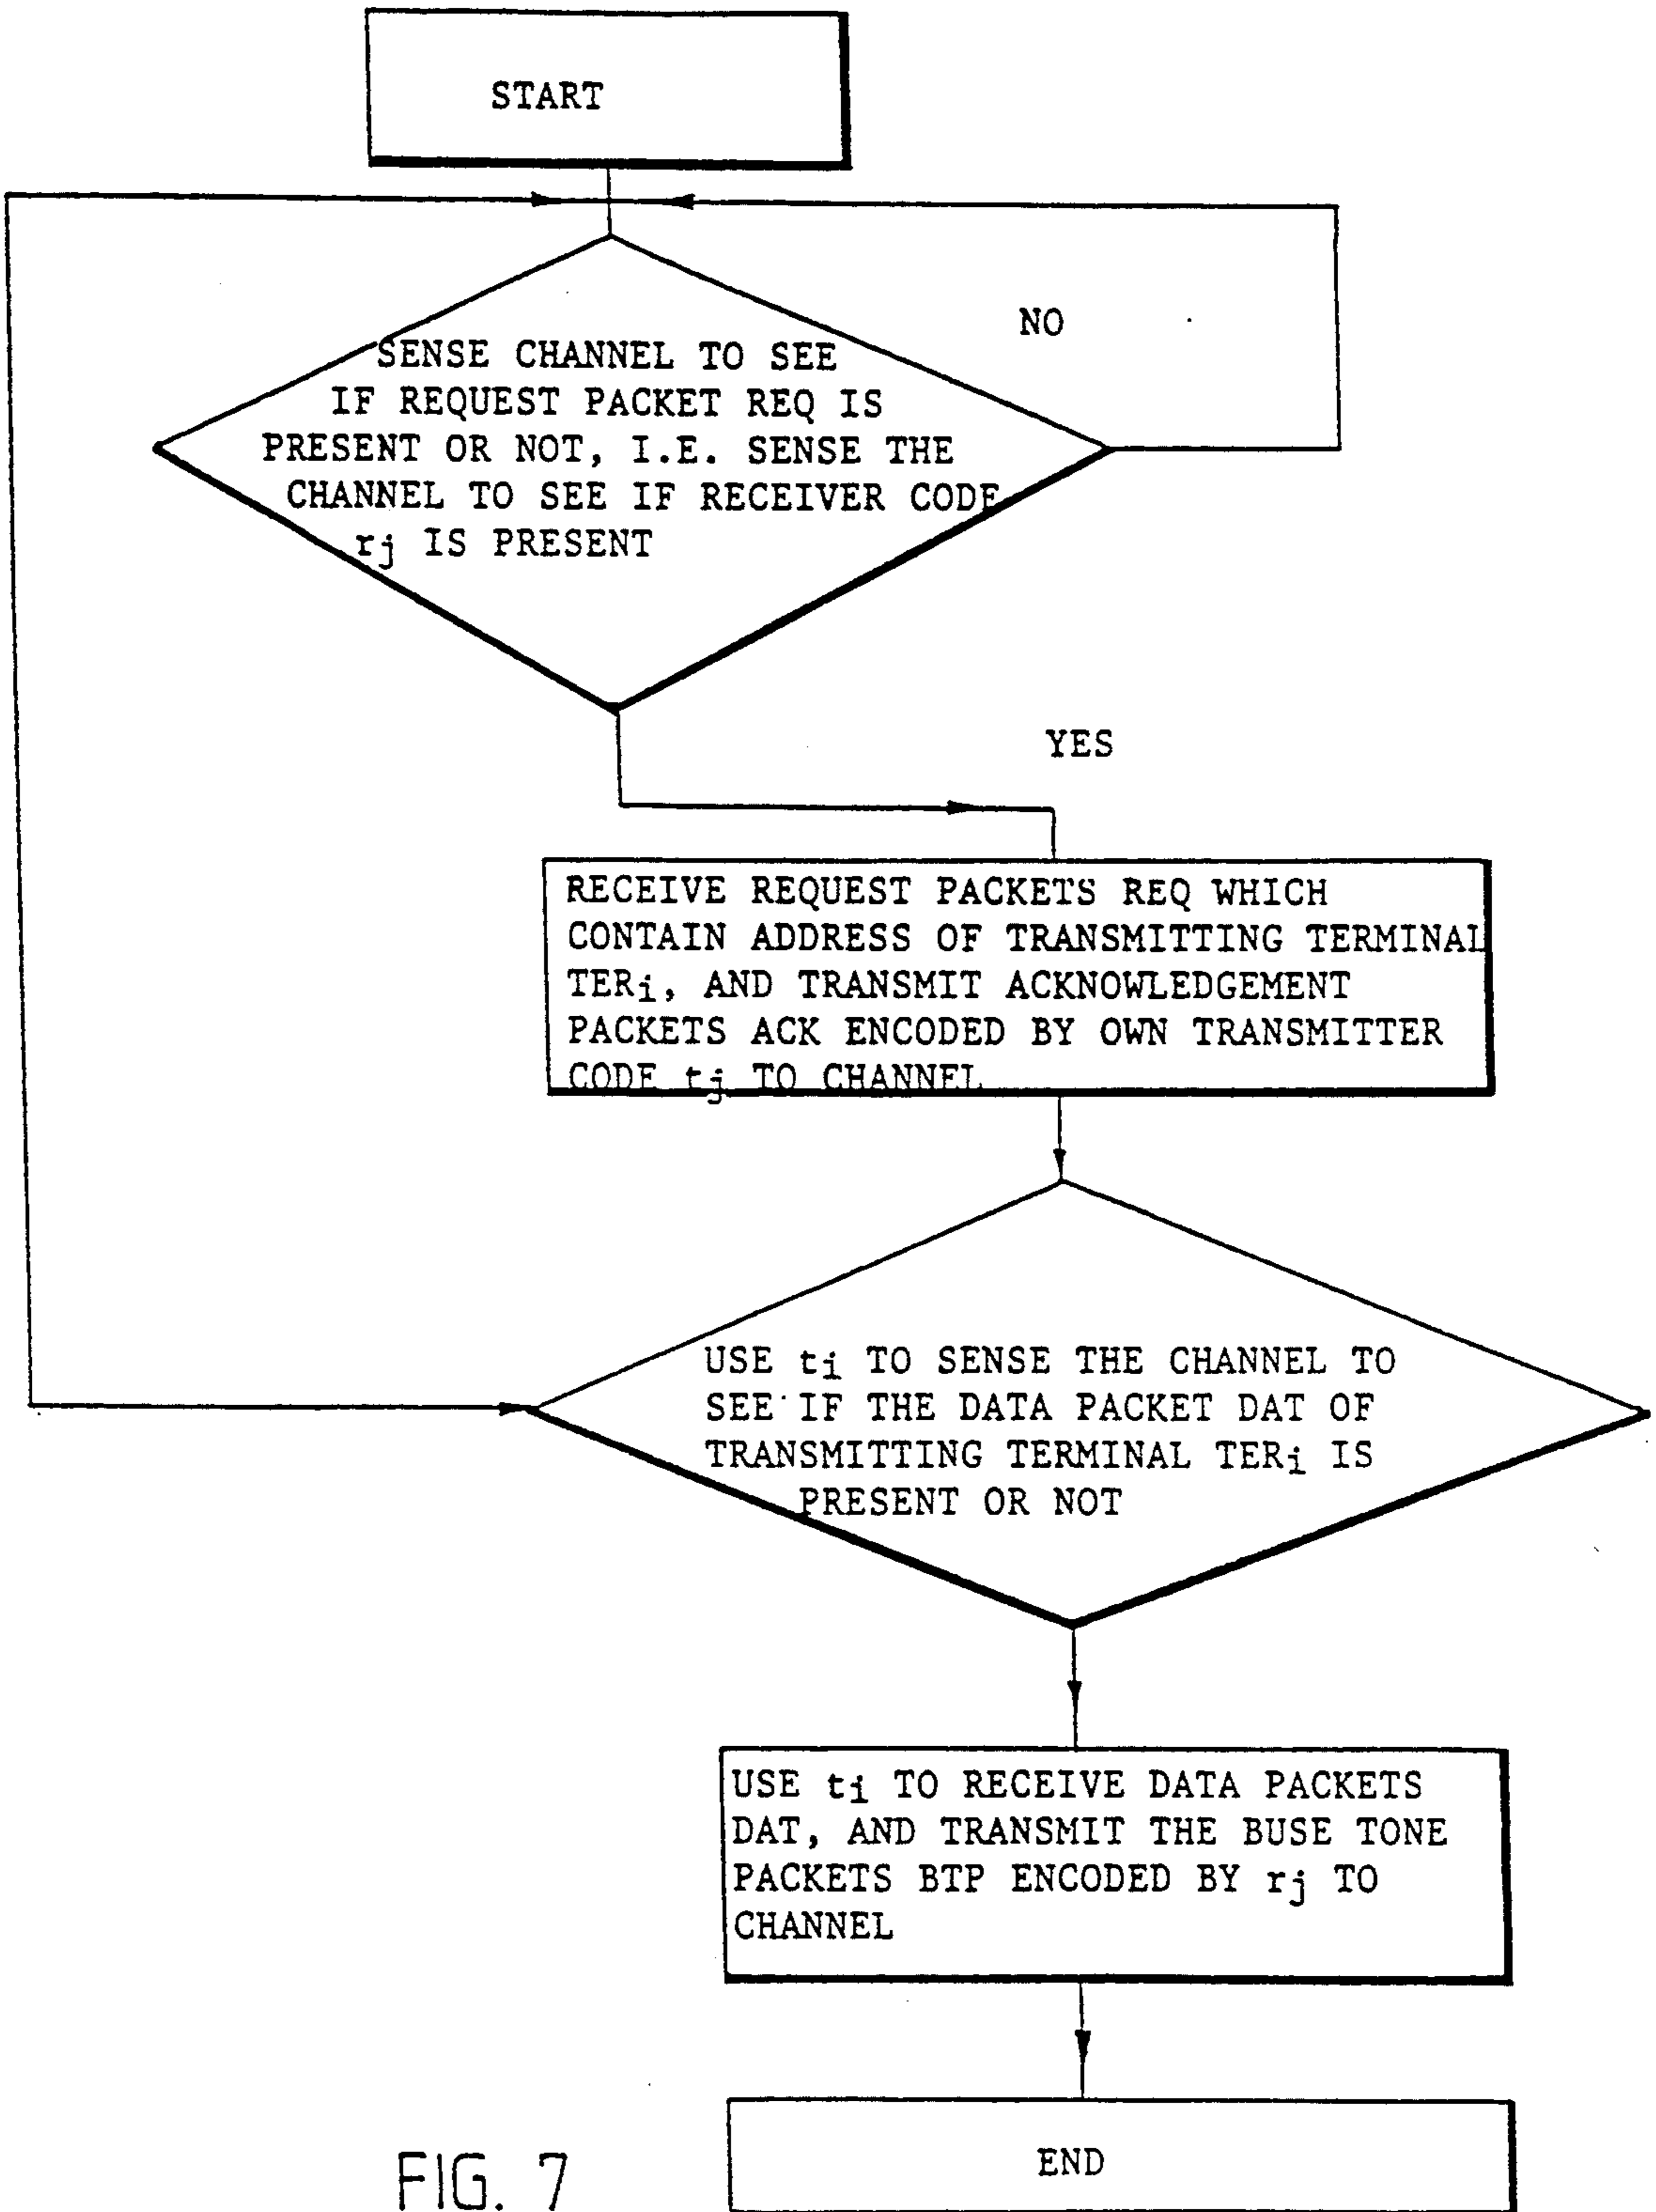 START
NO
SENSE CHANNEL TO SEE
IF REQUEST PACKET REQ IS
PRESENT OR NOT, I.E. SENSE THE
CHANNEL TO SEE IF RECEIVER CODE
rj IS PRESENT
YES
RECEIVE REQUEST PACKETS REQ WHICH
CONTAIN ADDRESS OF TRANSMITTING TERMINAL
TERi, AND TRANSMIT ACKNOWLEDGEMENT
PACKETS ACK ENCODED BY OWN TRANSMITTER
CODE tj TO CHANNEL
USE ti TO SENSE THE CHANNEL TO
SEE IF THE DATA PACKET DAT OF
TRANSMITTING TERMINAL TERi IS
PRESENT OR NOT
USE ti TO RECEIVE DATA PACKETS
DAT, AND TRANSMIT THE BUSE TONE
PACKETS BTP ENCODED BY rj TO
CHANNEL
END
FIG. 7